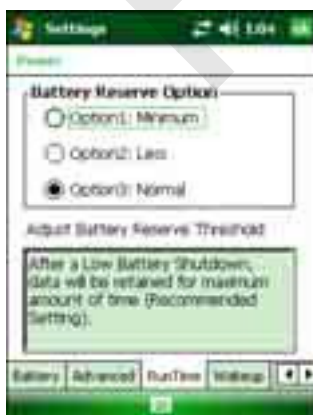 Settings 1:04 ok
Power
Battery Reserve Option
Option1: Minimum
Option2: Less
Option3: Normal
Adjust Battery Reserve Threshold
After a Low Battery Shutdown,
data will be retained for maximum
amount of time (Recommended
Setting).
Battery Advanced RunTime Wakeup